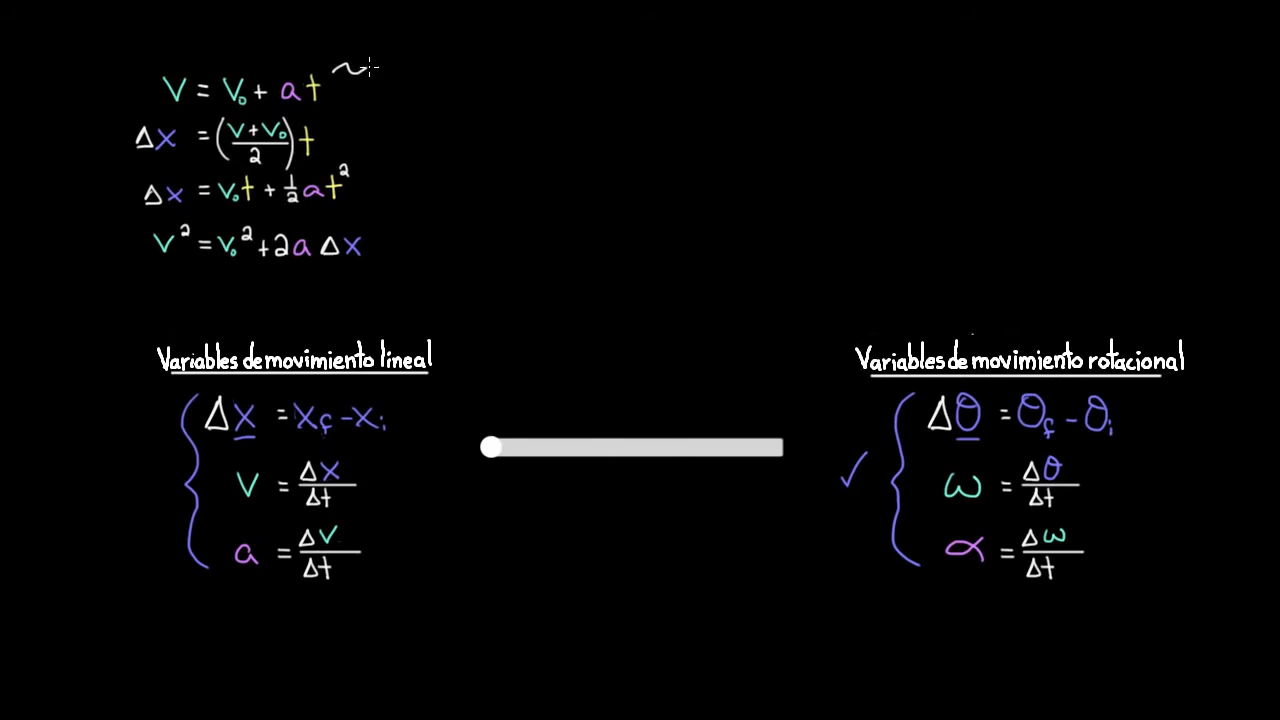 V = V₀ + at
Δx = (V + V₀ / 2) t
Δx = V₀t + ½at²
V² = V₀² + 2aΔx
Variables de movimiento lineal
Δx = x_f - x_i
V = Δx / Δt
a = Δv / Δt
Variables de movimiento rotacional
Δθ = θ_f - θ_i
ω = Δθ / Δt
α = Δω / Δt